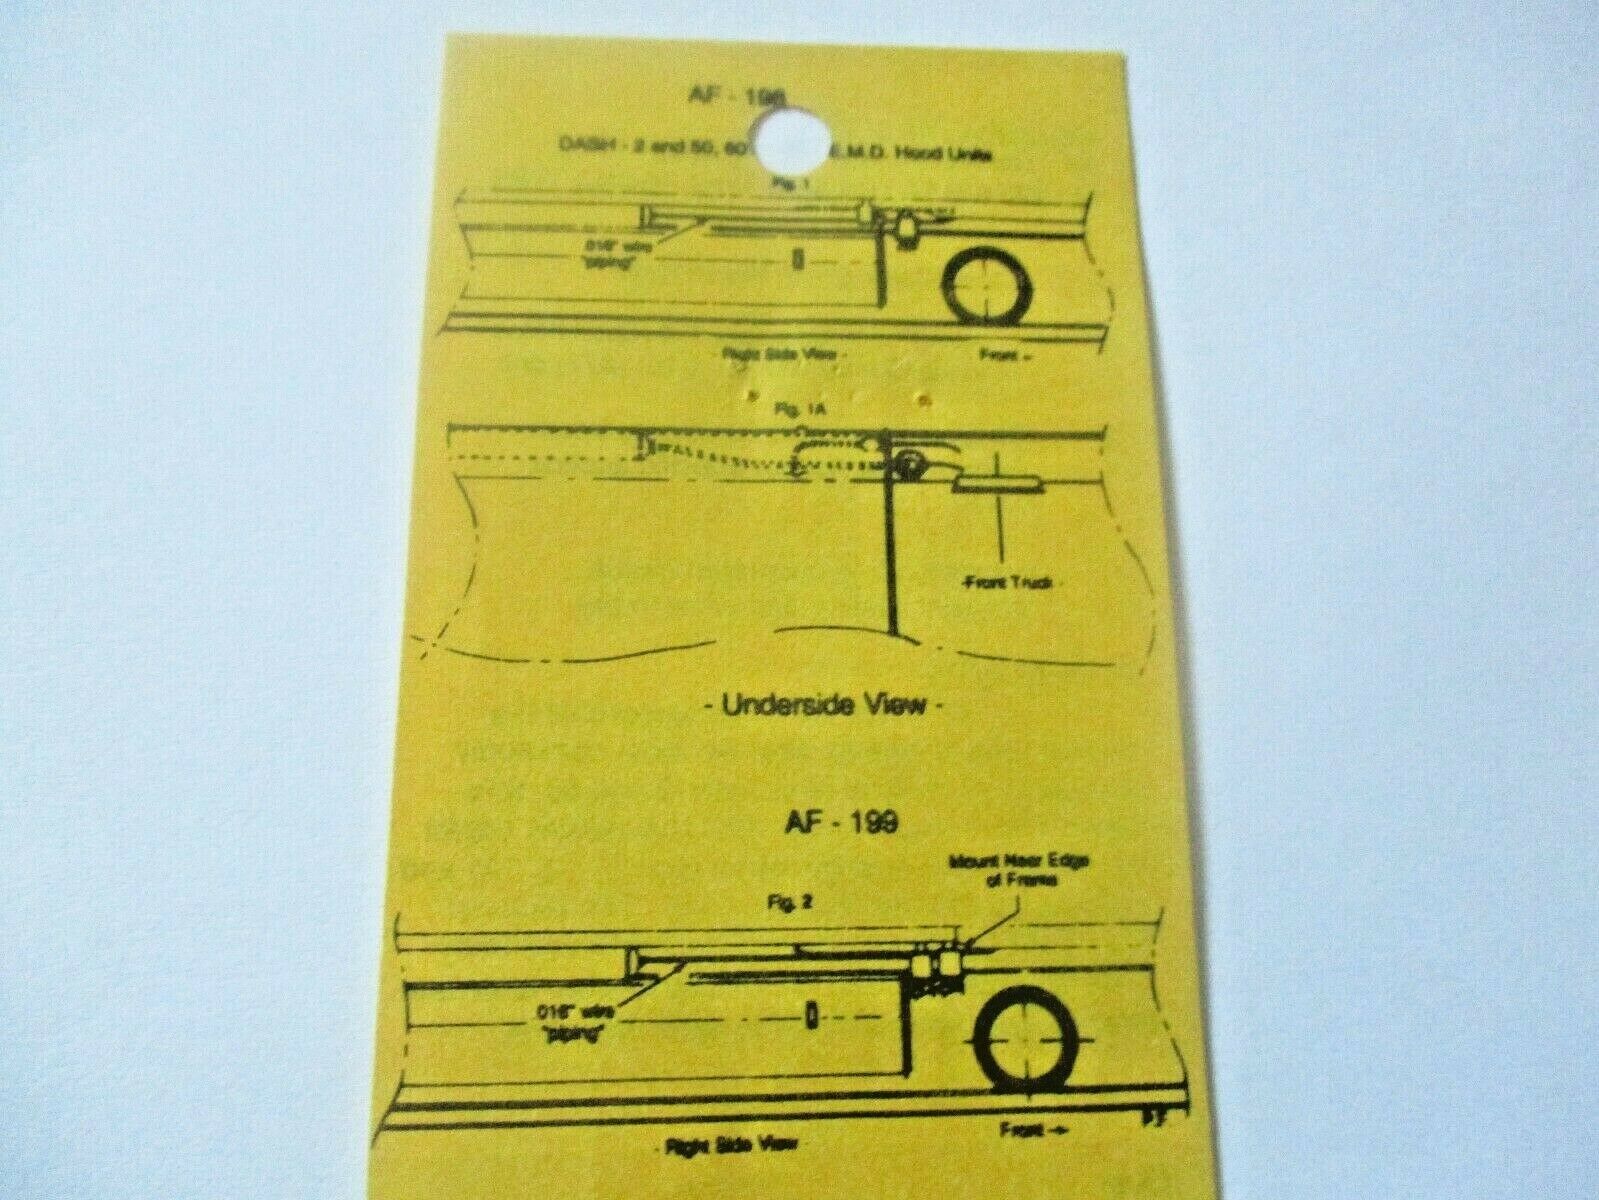 AF - 198
DASH - 2 and 50, 60 E.M.D. Hood Units
Fig. 1
.016" wire
"piping"
- Right Side View -
Front
Fig. 1A
-Front Truck-
- Underside View -
AF - 199
Mount Near Edge
of Frame
Fig. 2
.016" wire
"piping"
- Right Side View
Front →